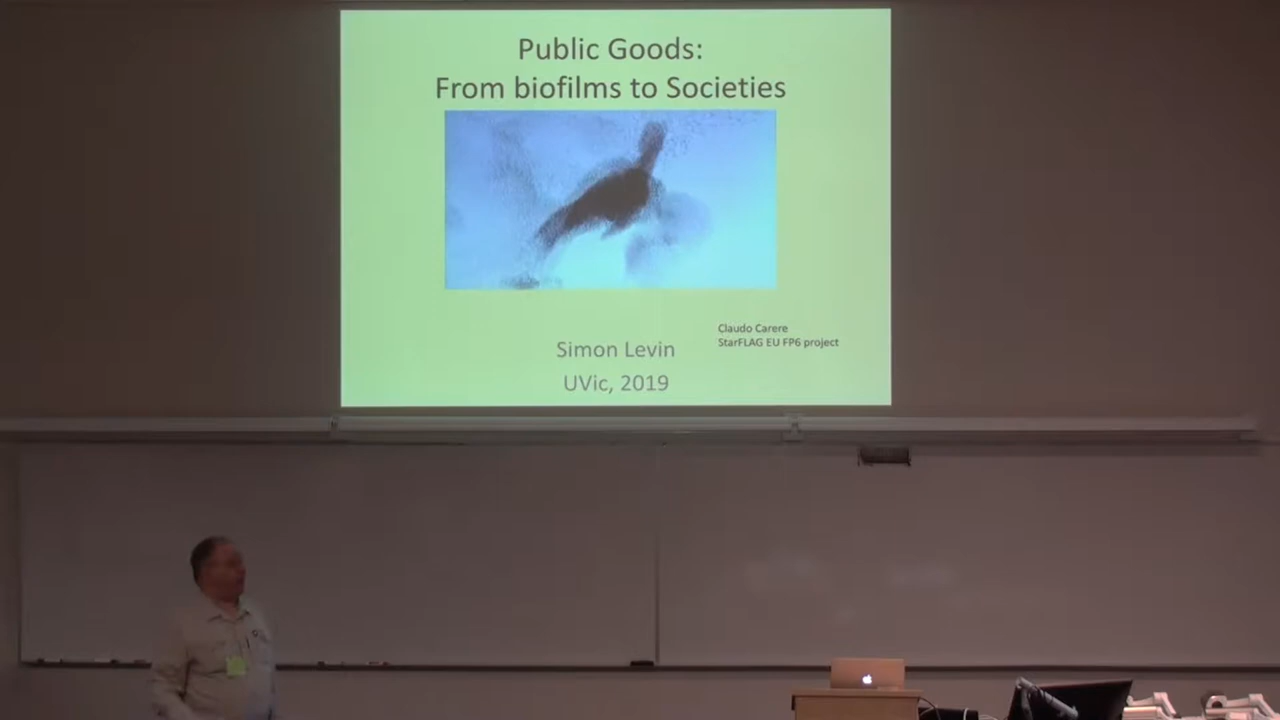 Public Goods:
From biofilms to Societies
Claudo Carere
StarFLAG EU FP6 project
Simon Levin
UVic, 2019